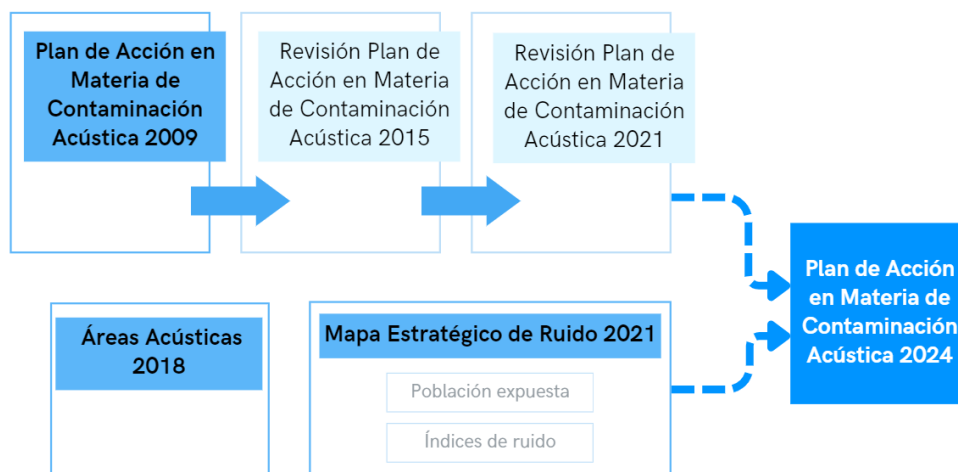 Plan de Acción en
Materia de
Contaminación
Acústica 2009
Revisión Plan de
Acción en Materia
de Contaminación
Acústica 2015
Revisión Plan de
Acción en Materia
de Contaminación
Acústica 2021
Plan de Acción
en Materia de
Contaminación
Acústica 2024
Áreas Acústicas
2018
Mapa Estratégico de Ruido 2021
Población expuesta
Índices de ruido